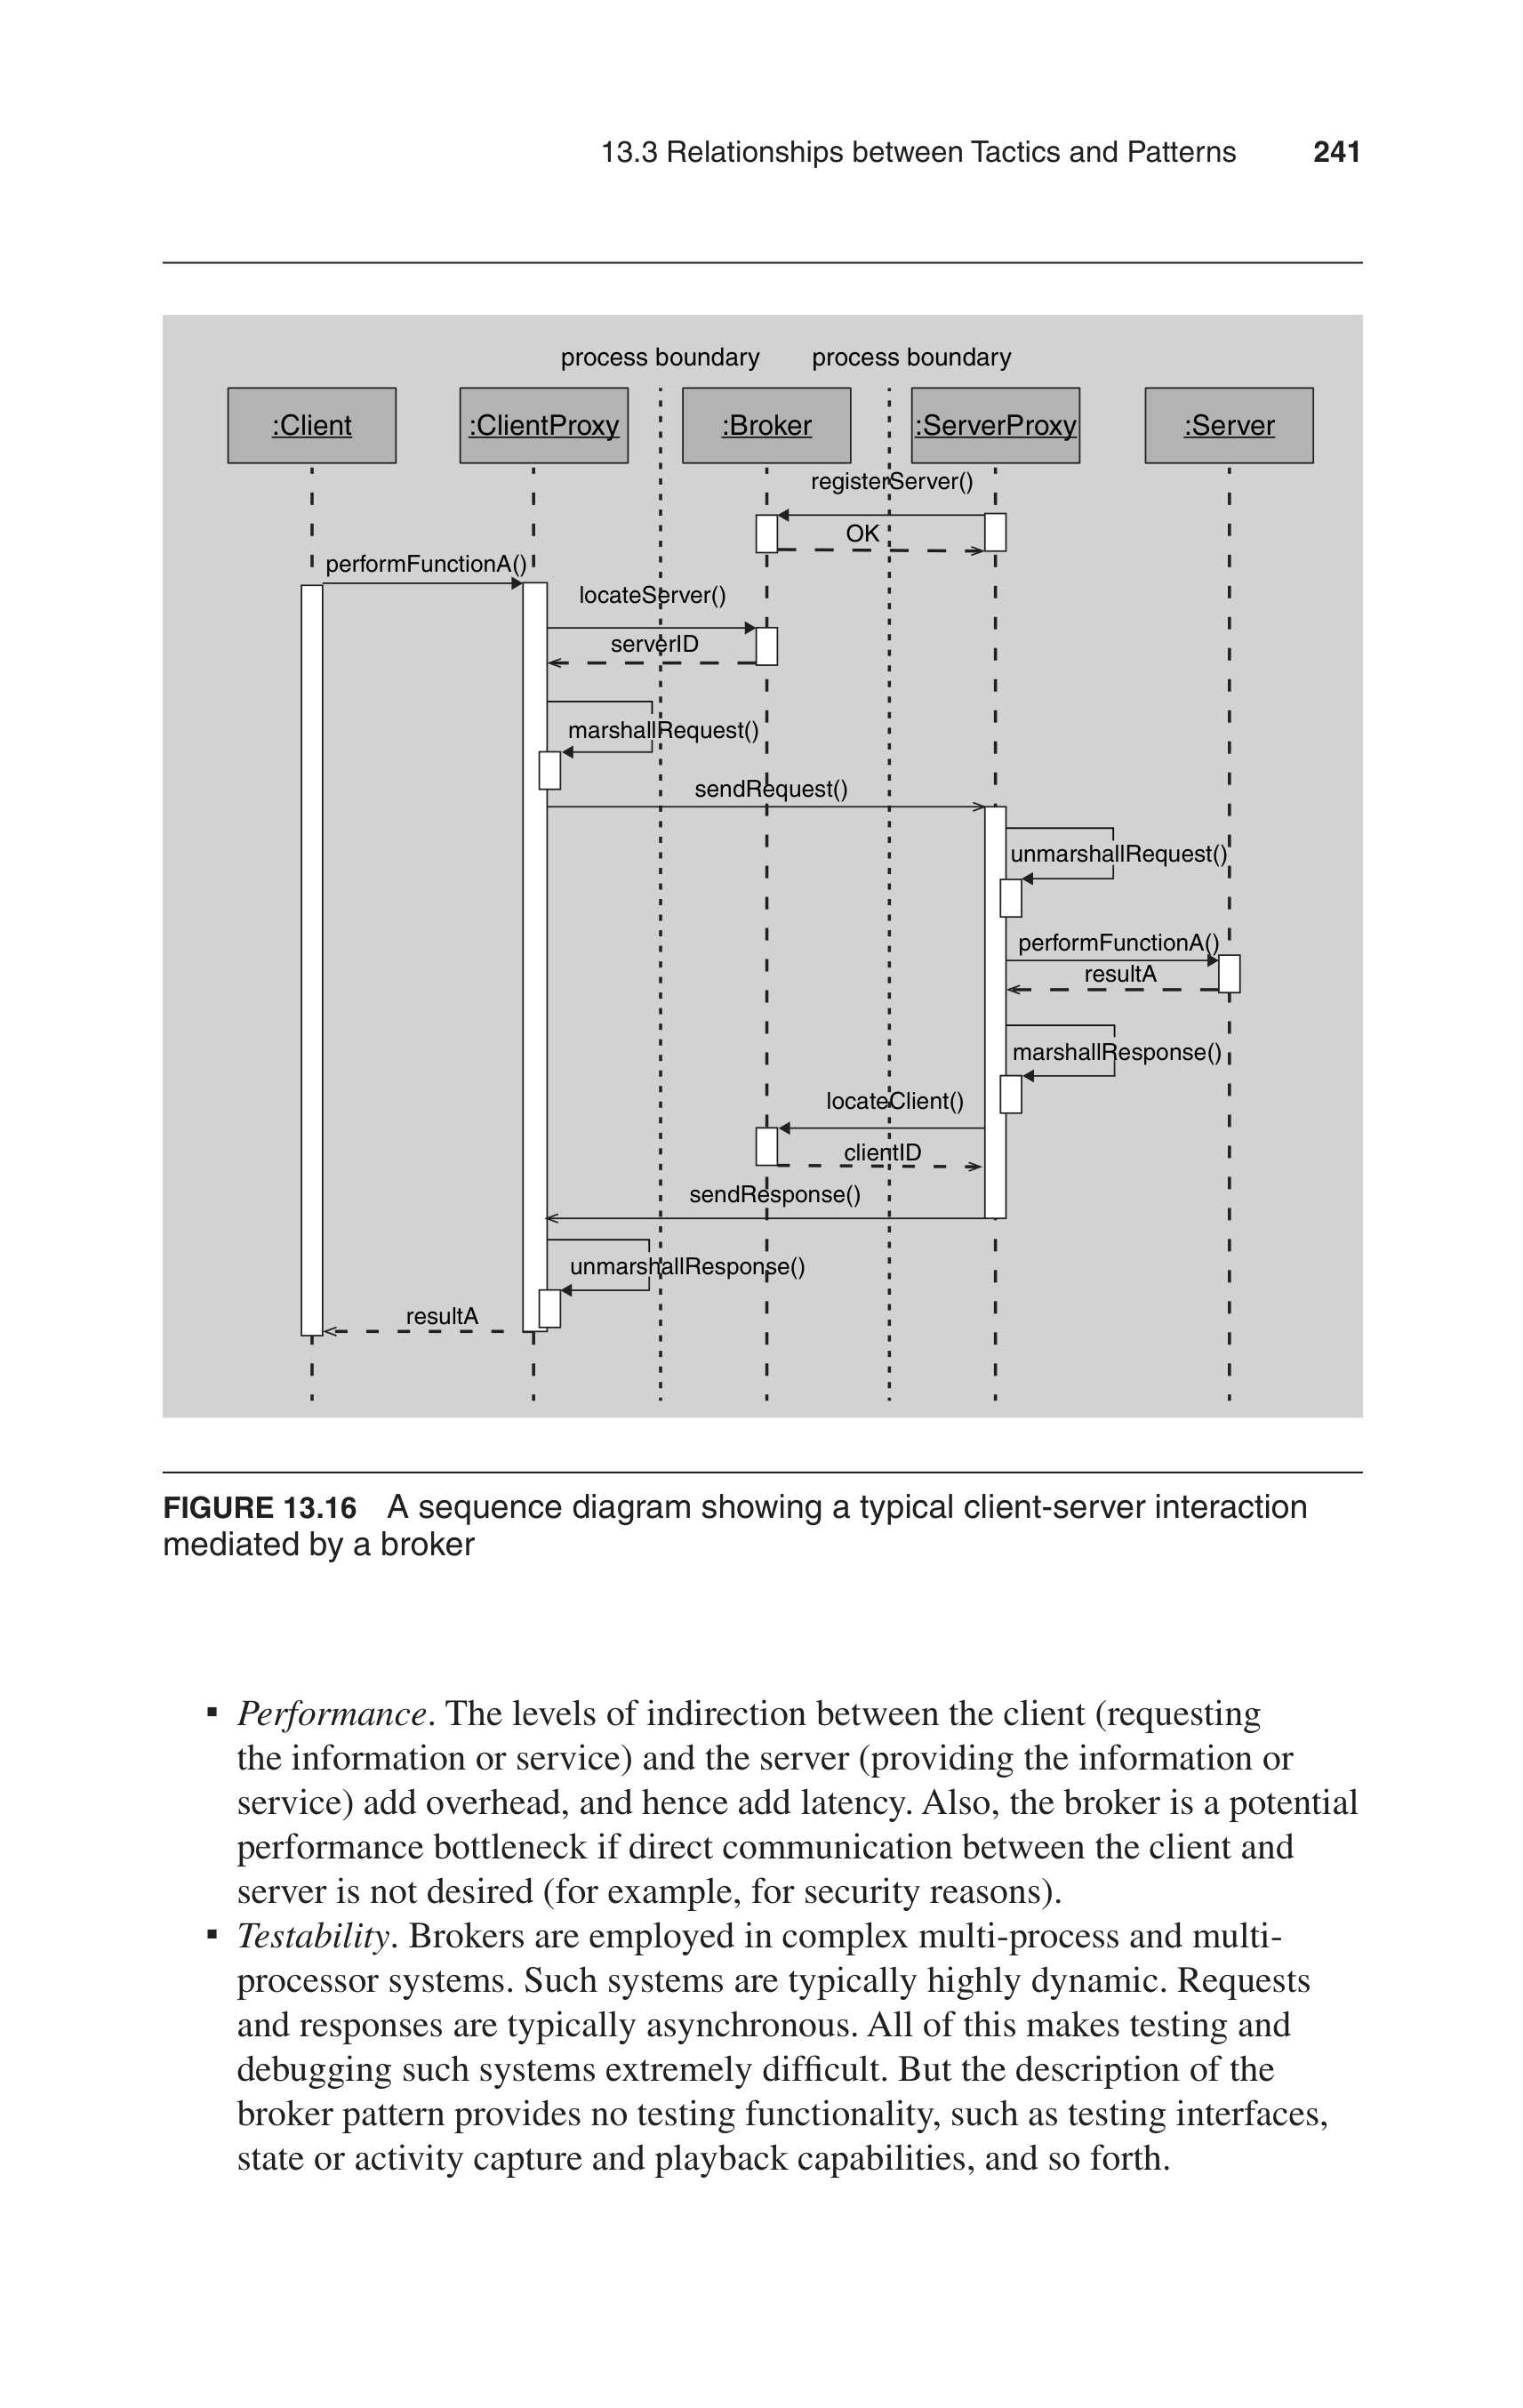 13.3 Relationships between Tactics and Patterns 241
process boundary process boundary
:Client :ClientProxy :Broker :ServerProxy :Server
registerServer()
OK
performFunctionA()
locateServer()
serverID
marshallRequest()
sendRequest()
unmarshallRequest()
performFunctionA()
resultA
marshallResponse()
locateClient()
clientID
sendResponse()
unmarshallResponse()
resultA
FIGURE 13.16 A sequence diagram showing a typical client-server interaction
mediated by a broker
▪ Performance. The levels of indirection between the client (requesting
the information or service) and the server (providing the information or
service) add overhead, and hence add latency. Also, the broker is a potential
performance bottleneck if direct communication between the client and
server is not desired (for example, for security reasons).
▪ Testability. Brokers are employed in complex multi-process and multi-
processor systems. Such systems are typically highly dynamic. Requests
and responses are typically asynchronous. All of this makes testing and
debugging such systems extremely difficult. But the description of the
broker pattern provides no testing functionality, such as testing interfaces,
state or activity capture and playback capabilities, and so forth.